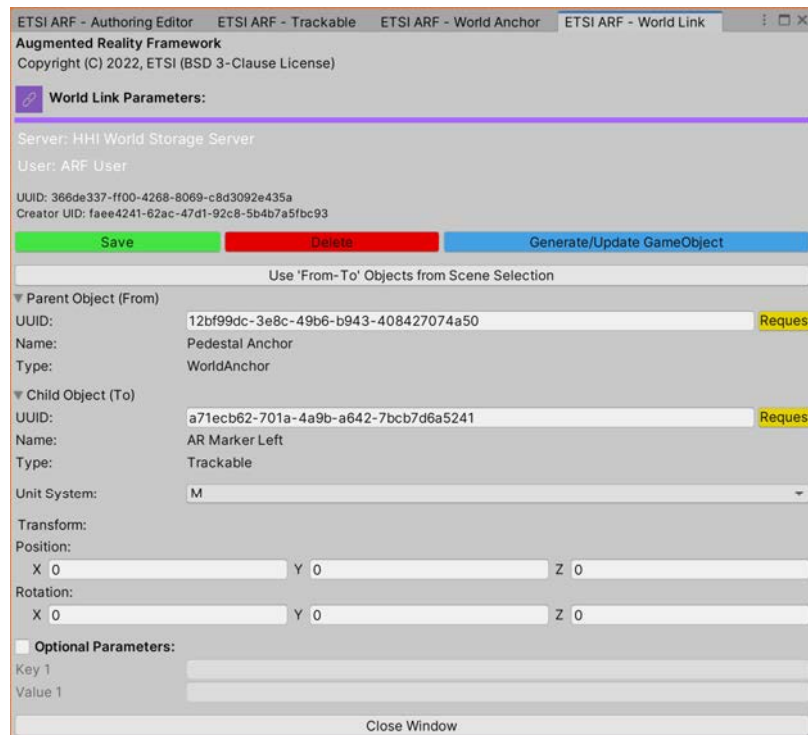 ETSI ARF - Authoring Editor ETSI ARF - Trackable ETSI ARF - World Anchor ETSI ARF - World Link
Augmented Reality Framework
Copyright (C) 2022, ETSI (BSD 3-Clause License)
World Link Parameters:
Server: HHI World Storage Server
User: ARF User
UUID: 366de337-ff00-4268-8069-c8d3092e435a
Creator UID: faee4241-62ac-47d1-92c8-5b4b7a5fbc93
Save Delete Generate/Update GameObject
Use 'From-To' Objects from Scene Selection
Parent Object (From)
UUID: 12bf99dc-3e8c-49b6-b943-408427074a50 Reques
Name: Pedestal Anchor
Type: WorldAnchor
Child Object (To)
UUID: a71ecb62-701a-4a9b-a642-7bcb7d6a5241 Reques
Name: AR Marker Left
Type: Trackable
Unit System: M
Transform:
Position:
X 0 Y 0 Z 0
Rotation:
X 0 Y 0 Z 0
Optional Parameters:
Key 1
Value 1
Close Window